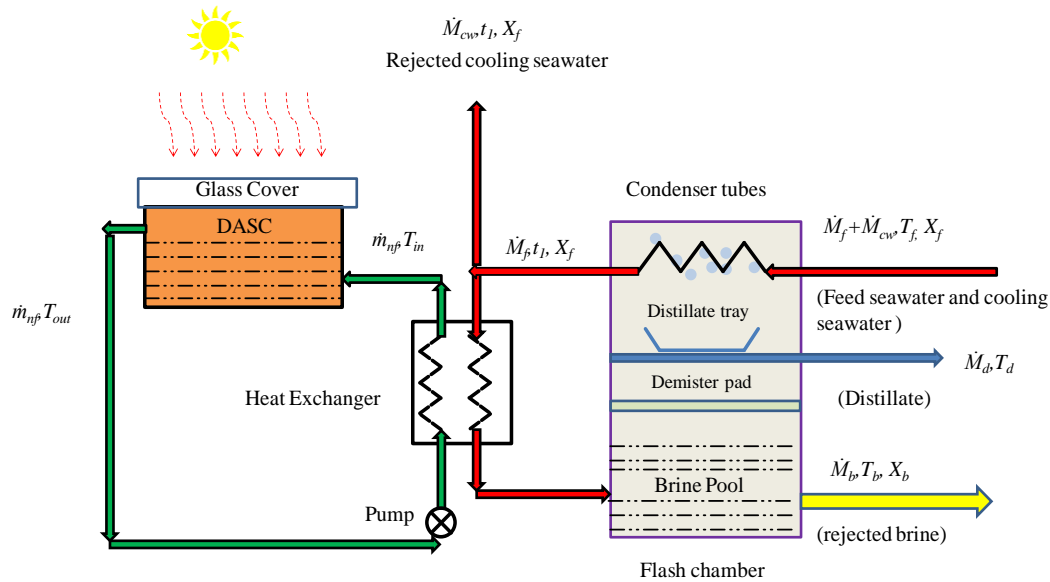 Ṁcw,t1, Xf
Rejected cooling seawater
Glass Cover
Condenser tubes
DASC
ṁnf,Tin
Ṁf,t1, Xf
Ṁf+Ṁcw,Tf, Xf
(Feed seawater and cooling
seawater )
ṁnf,Tout
Distillate tray
Ṁd,Td
Heat Exchanger
Demister pad
(Distillate)
Ṁb,Tb, Xb
Brine Pool
Pump
(rejected brine)
Flash chamber